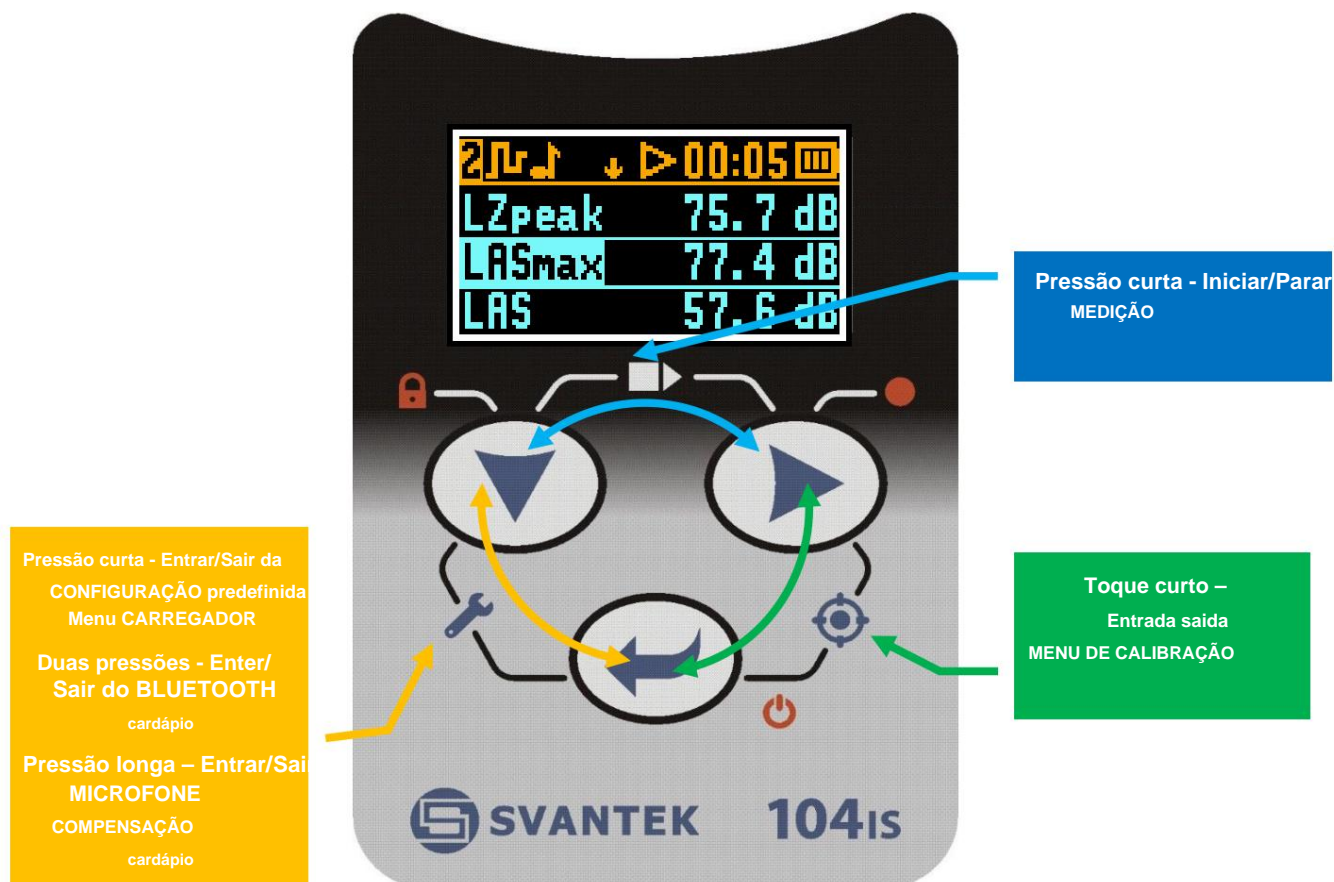 2 00:05
LZpeak 75.7 dB
LASmax 77.4 dB
LAS 57.6 dB
Pressão curta - Iniciar/Parar
MEDIÇÃO
Pressão curta - Entrar/Sair da
CONFIGURAÇÃO predefinida
Menu CARREGADOR
Duas pressões - Enter/
Sair do BLUETOOTH
cardápio
Pressão longa – Entrar/Sair
MICROFONE
COMPENSAÇÃO
cardápio
Toque curto –
Entrada saida
MENU DE CALIBRAÇÃO
SVANTEK 104IS